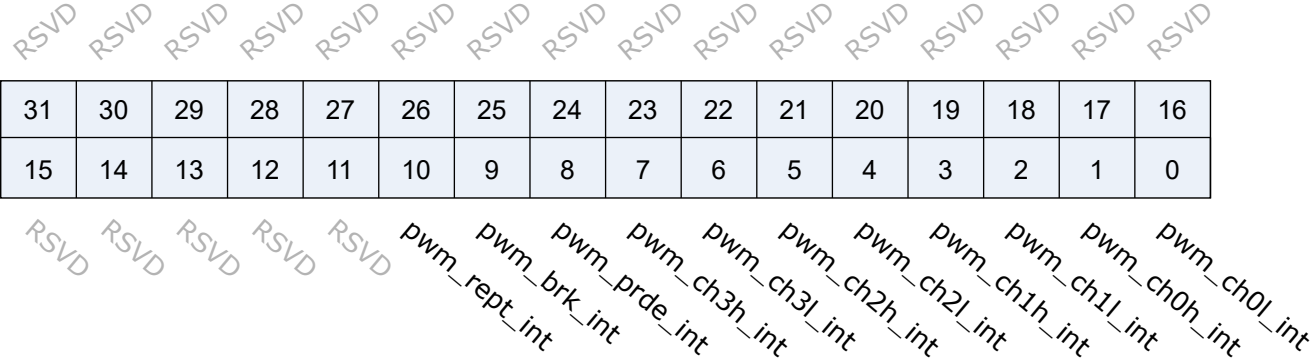 RSVD RSVD RSVD RSVD RSVD RSVD RSVD RSVD RSVD RSVD RSVD RSVD RSVD RSVD RSVD RSVD
31 30 29 28 27 26 25 24 23 22 21 20 19 18 17 16
15 14 13 12 11 10 9 8 7 6 5 4 3 2 1 0
RSVD RSVD RSVD RSVD RSVD pwm_rept_int pwm_brk_int pwm_prde_int pwm_ch3h_int pwm_ch3l_int pwm_ch2h_int pwm_ch2l_int pwm_ch1h_int pwm_ch1l_int pwm_ch0h_int pwm_ch0l_int